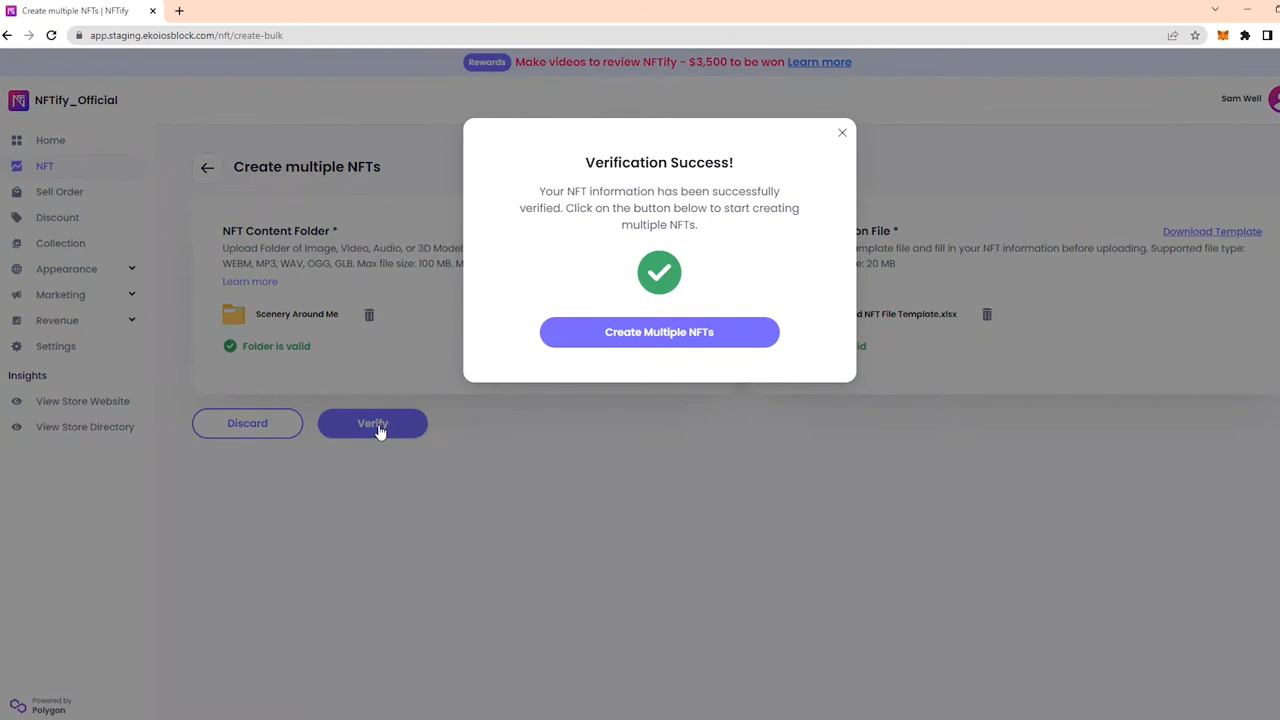 Create multiple NFTs | NFTify
app.staging.ekoiosblock.com/nft/create-bulk
Rewards Make videos to review NFTify - $3,500 to be won Learn more
NFTify_Official
Sam Well
Home
NFT
Sell Order
Discount
Collection
Appearance
Marketing
Revenue
Settings
Insights
View Store Website
View Store Directory
Powered by
Polygon
Create multiple NFTs
NFT Content Folder *
Upload Folder of Image, Video, Audio, or 3D Model
WEBM, MP3, WAV, OGG, GLB. Max file size: 100 MB. M
Learn more
Scenery Around Me
Folder is valid
Discard
Verify
Verification Success!
Your NFT information has been successfully
verified. Click on the button below to start creating
multiple NFTs.
Create Multiple NFTs
on File *
Download Template
template file and fill in your NFT information before uploading. Supported file type:
e: 20 MB
d NFT File Template.xlsx